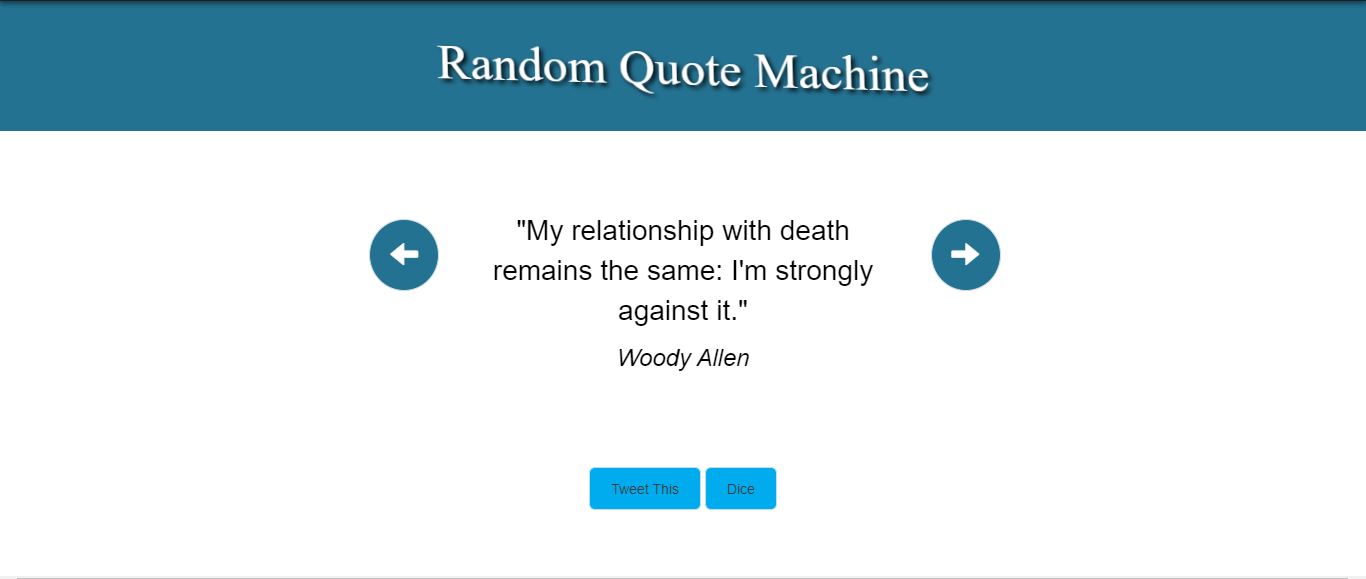 Random Quote Machine
"My relationship with death
remains the same: I'm strongly
against it."
Woody Allen
Tweet This
Dice